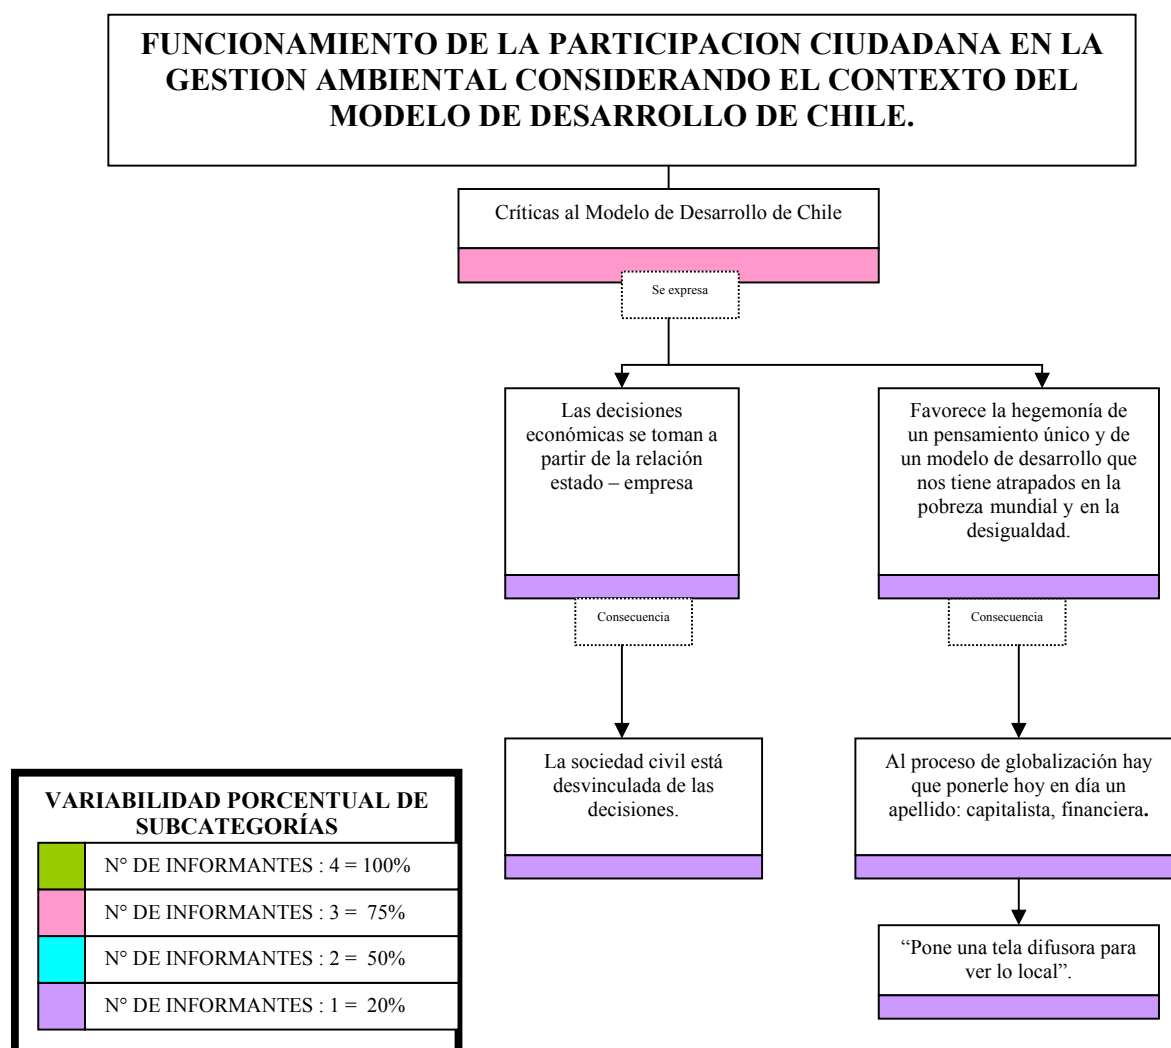 FUNCIONAMIENTO DE LA PARTICIPACION CIUDADANA EN LA
GESTION AMBIENTAL CONSIDERANDO EL CONTEXTO DEL
MODELO DE DESARROLLO DE CHILE.
Críticas al Modelo de Desarrollo de Chile
Se expresa
Las decisiones
económicas se toman a
partir de la relación
estado – empresa
Favorece la hegemonía de
un pensamiento único y de
un modelo de desarrollo que
nos tiene atrapados en la
pobreza mundial y en la
desigualdad.
Consecuencia
Consecuencia
La sociedad civil está
desvinculada de las
decisiones.
Al proceso de globalización hay
que ponerle hoy en día un
apellido: capitalista, financiera.
“Pone una tela difusora para
ver lo local”.
VARIABILIDAD PORCENTUAL DE
SUBCATEGORÍAS
N° DE INFORMANTES : 4 = 100%
N° DE INFORMANTES : 3 = 75%
N° DE INFORMANTES : 2 = 50%
N° DE INFORMANTES : 1 = 20%